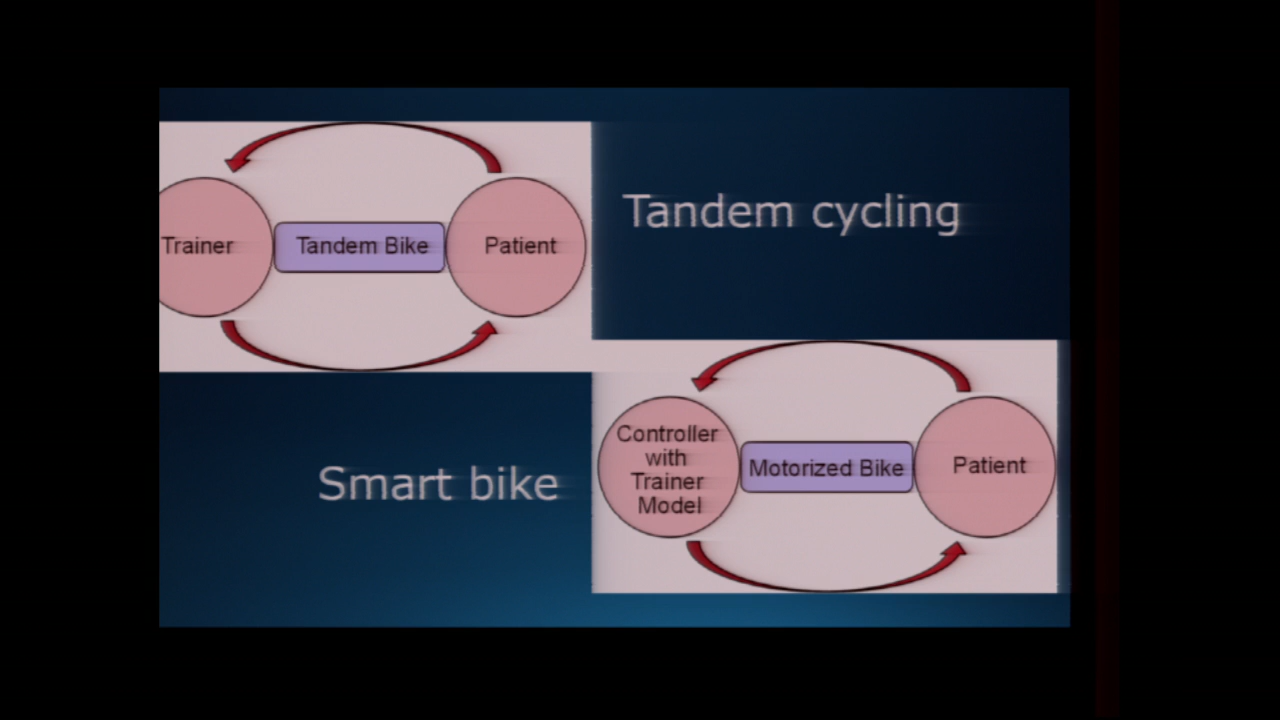 Tandem cycling
Trainer
Tandem Bike
Patient
Smart bike
Controller
with
Trainer
Model
Motorized Bike
Patient